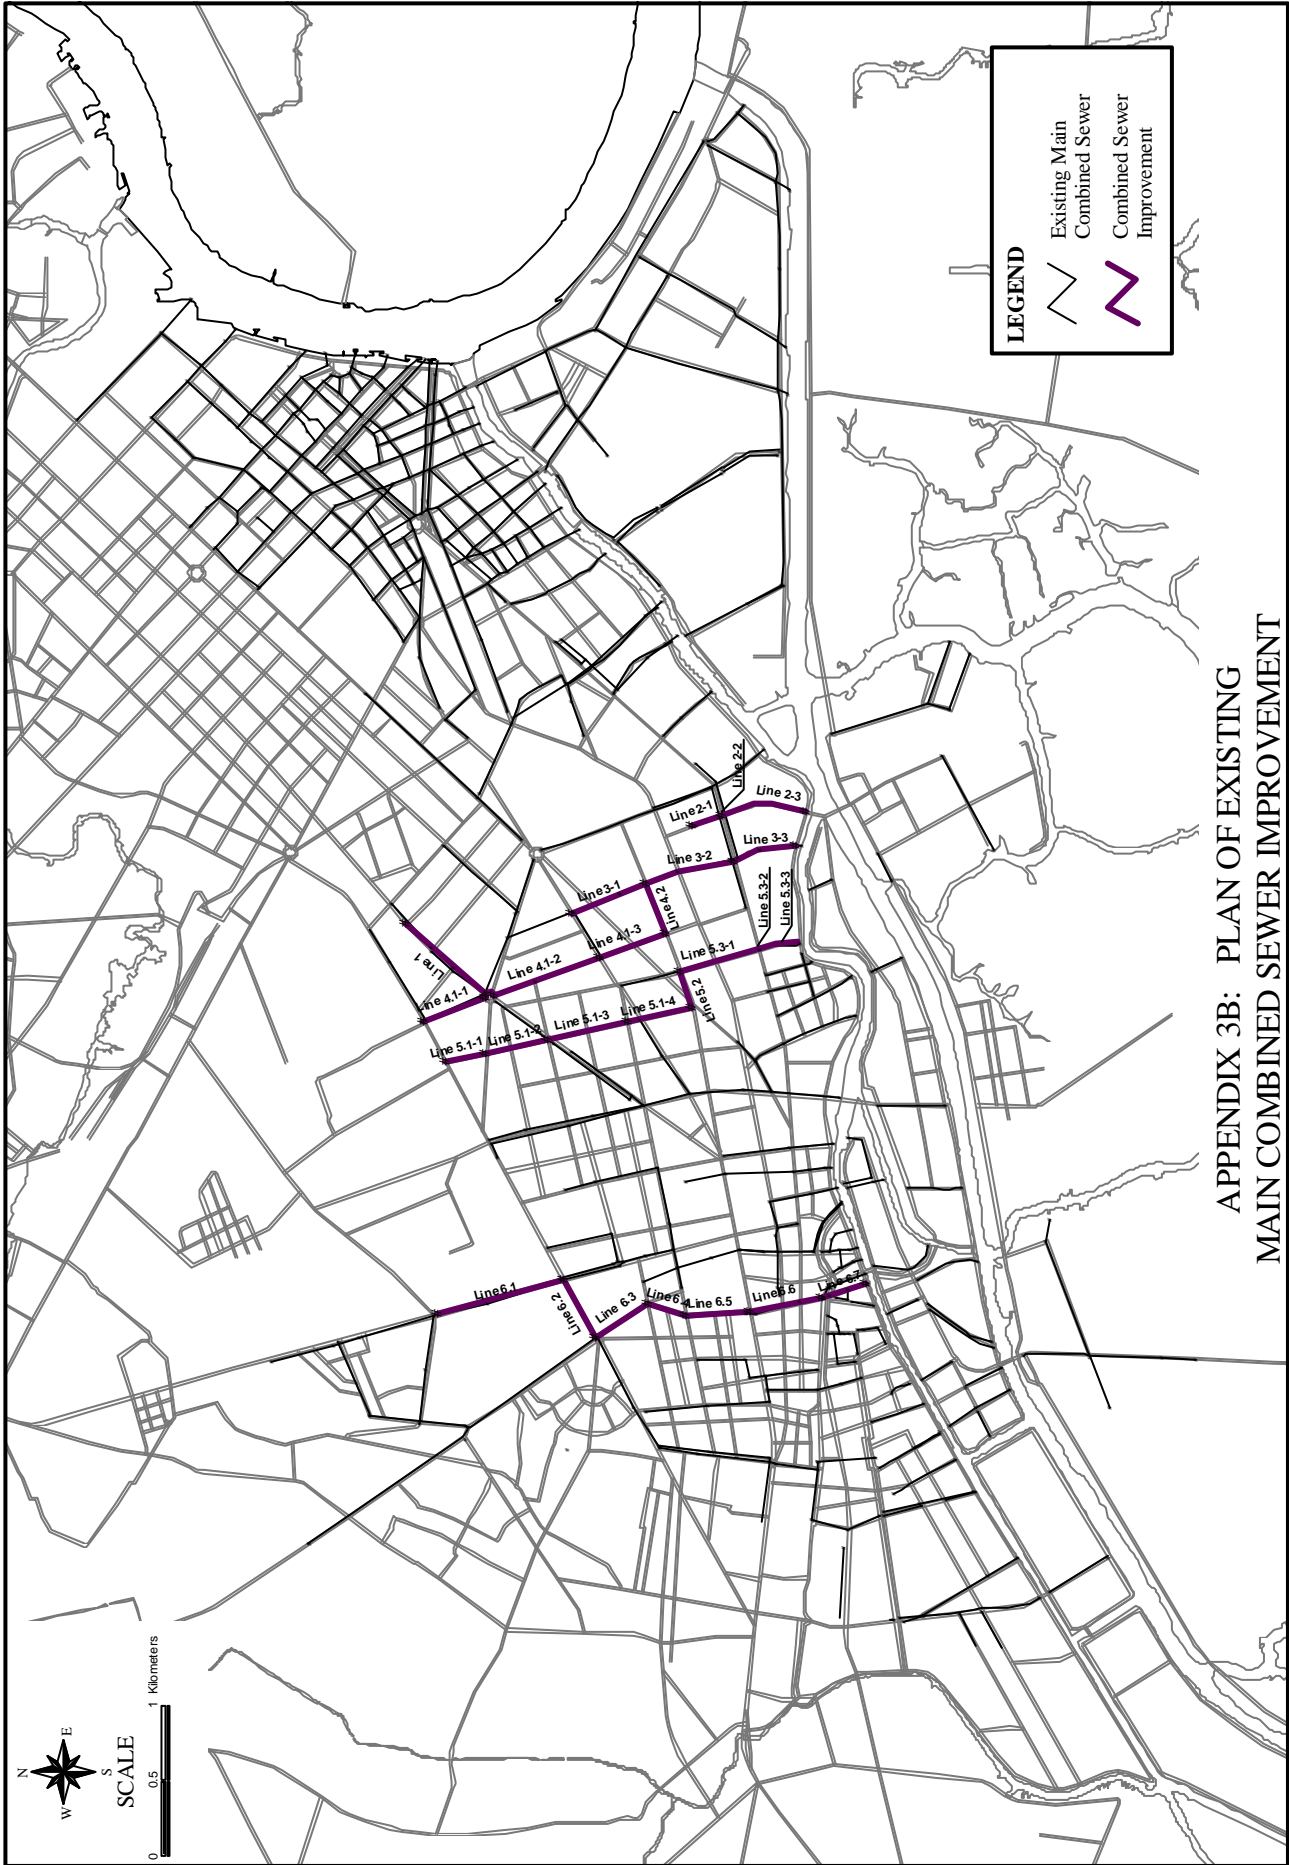 N
W
E
S
SCALE
0
0.5
1 Kilometers
Line 1
Line 4.1-1
Line 4.1-2
Line 4.1-3
Line 4.2
Line 3-1
Line 3-2
Line 3-3
Line 2-1
Line 2-2
Line 2-3
Line 5.1-1
Line 5.1-2
Line 5.1-3
Line 5.1-4
Line 5.2
Line 5.3-1
Line 5.3-2
Line 5.3-3
Line 6.1
Line 6.2
Line 6.3
Line 6.4
Line 6.5
Line 6.6
Line 6.7
LEGEND
Existing Main
Combined Sewer
Combined Sewer
Improvement
APPENDIX 3B: PLAN OF EXISTING
MAIN COMBINED SEWER IMPROVEMENT